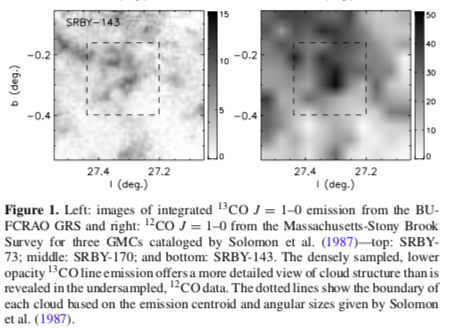 SRBY-143
15
10
5
0
50
40
30
20
10
0
-0.2
-0.4
b (deg.)
27.4 27.2
l (deg.)
-0.2
-0.4
27.4 27.2
l (deg.)
Figure 1. Left: images of integrated ¹³CO J = 1–0 emission from the BU-
FCRAO GRS and right: ¹²CO J = 1–0 from the Massachusetts-Stony Brook
Survey for three GMCs cataloged by Solomon et al. (1987)—top: SRBY-
73; middle: SRBY-170; and bottom: SRBY-143. The densely sampled, lower
opacity ¹³CO line emission offers a more detailed view of cloud structure than is
revealed in the undersampled, ¹²CO data. The dotted lines show the boundary of
each cloud based on the emission centroid and angular sizes given by Solomon
et al. (1987).